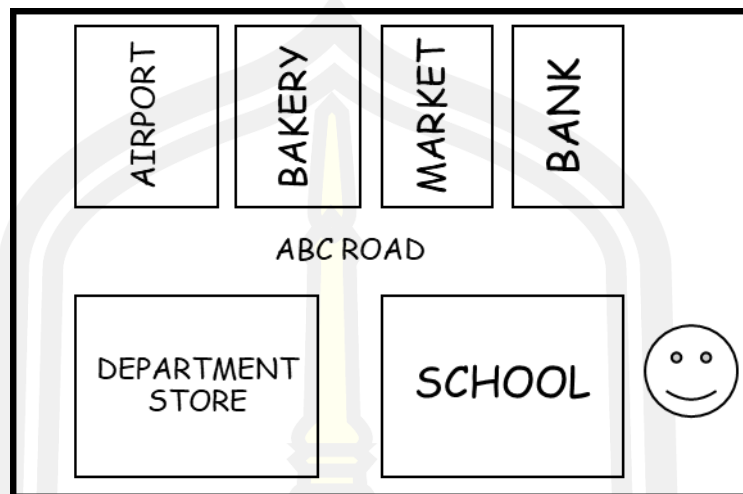 AIRPORT
BAKERY
MARKET
BANK
ABC ROAD
DEPARTMENT
STORE
SCHOOL